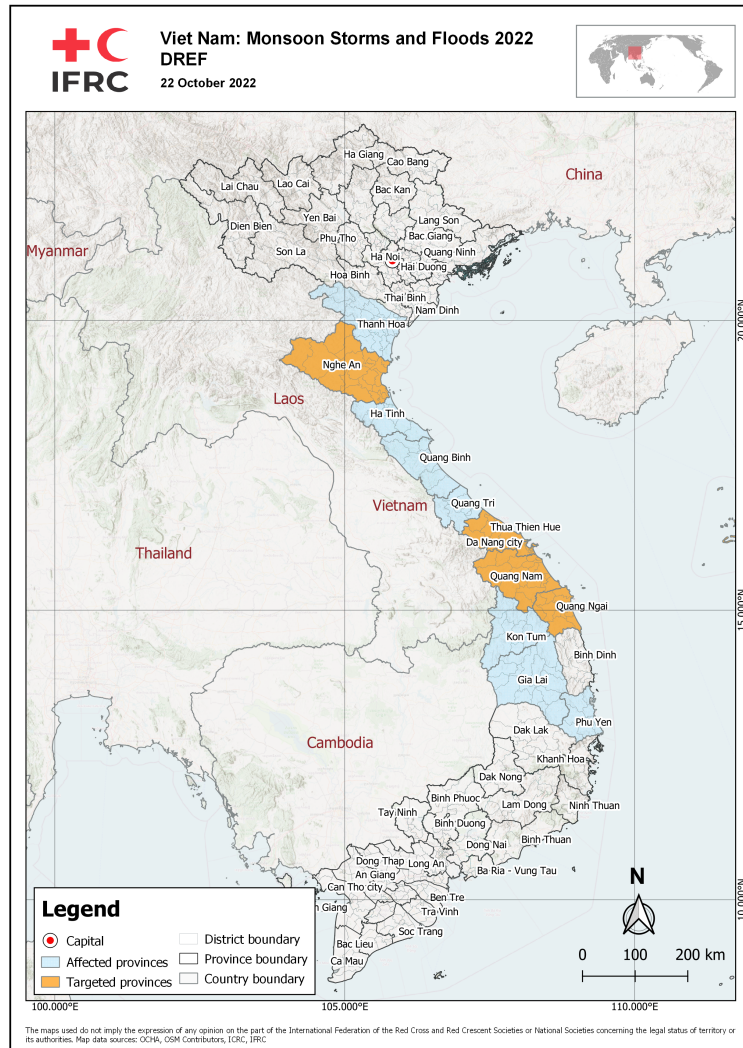 IFRC
Viet Nam: Monsoon Storms and Floods 2022
DREF
22 October 2022
Ha Giang
Cao Bang
China
Lai Chau
Lao Cai
Bac Kan
Lang Son
Dien Bien
Yen Bai
Myanmar
Phu Tho
Bac Giang
Son La
Ha Noi
Quang Ninh
Hai Duong
Hoa Binh
Thai Binh
Nam Dinh
Thanh Hoa
20.000°N
Nghe An
Laos
Ha Tinh
Quang Binh
Vietnam
Quang Tri
Thua Thien Hue
Da Nang city
Thailand
Quang Nam
Quang Ngai
15.000°N
Kon Tum
Binh Dinh
Gia Lai
Phu Yen
Dak Lak
Cambodia
Khanh Hoa
Dak Nong
Binh Phuoc
Lam Dong
Ninh Thuan
Tay Ninh
Binh Duong
Dong Nai
Binh Thuan
Dong Thap
Long An
An Giang
Ba Ria - Vung Tau
Can Tho city
Ben Tre
n Giang
Tra Vinh
Soc Trang
Bac Lieu
Ca Mau
10.000°N
N
0 100 200 km
Legend
Capital
Affected provinces
Targeted provinces
District boundary
Province boundary
Country boundary
100.000°E
105.000°E
110.000°E
The maps used do not imply the expression of any opinion on the part of the International Federation of the Red Cross and Red Crescent Societies or National Societies concerning the legal status of territory or
its authorities. Map data sources: OCHA, OSM Contributors, ICRC, IFRC